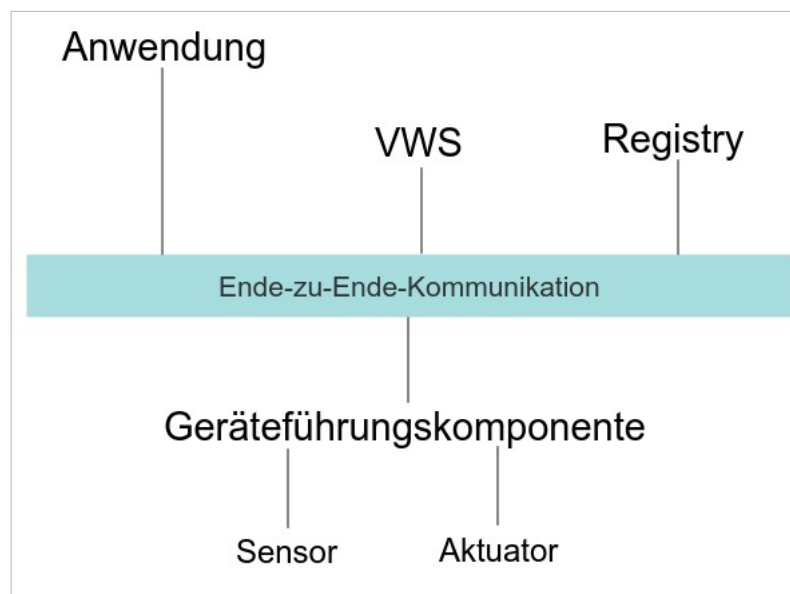 Anwendung
VWS
Registry
Ende-zu-Ende-Kommunikation
Geräteführungskomponente
Sensor
Aktuator